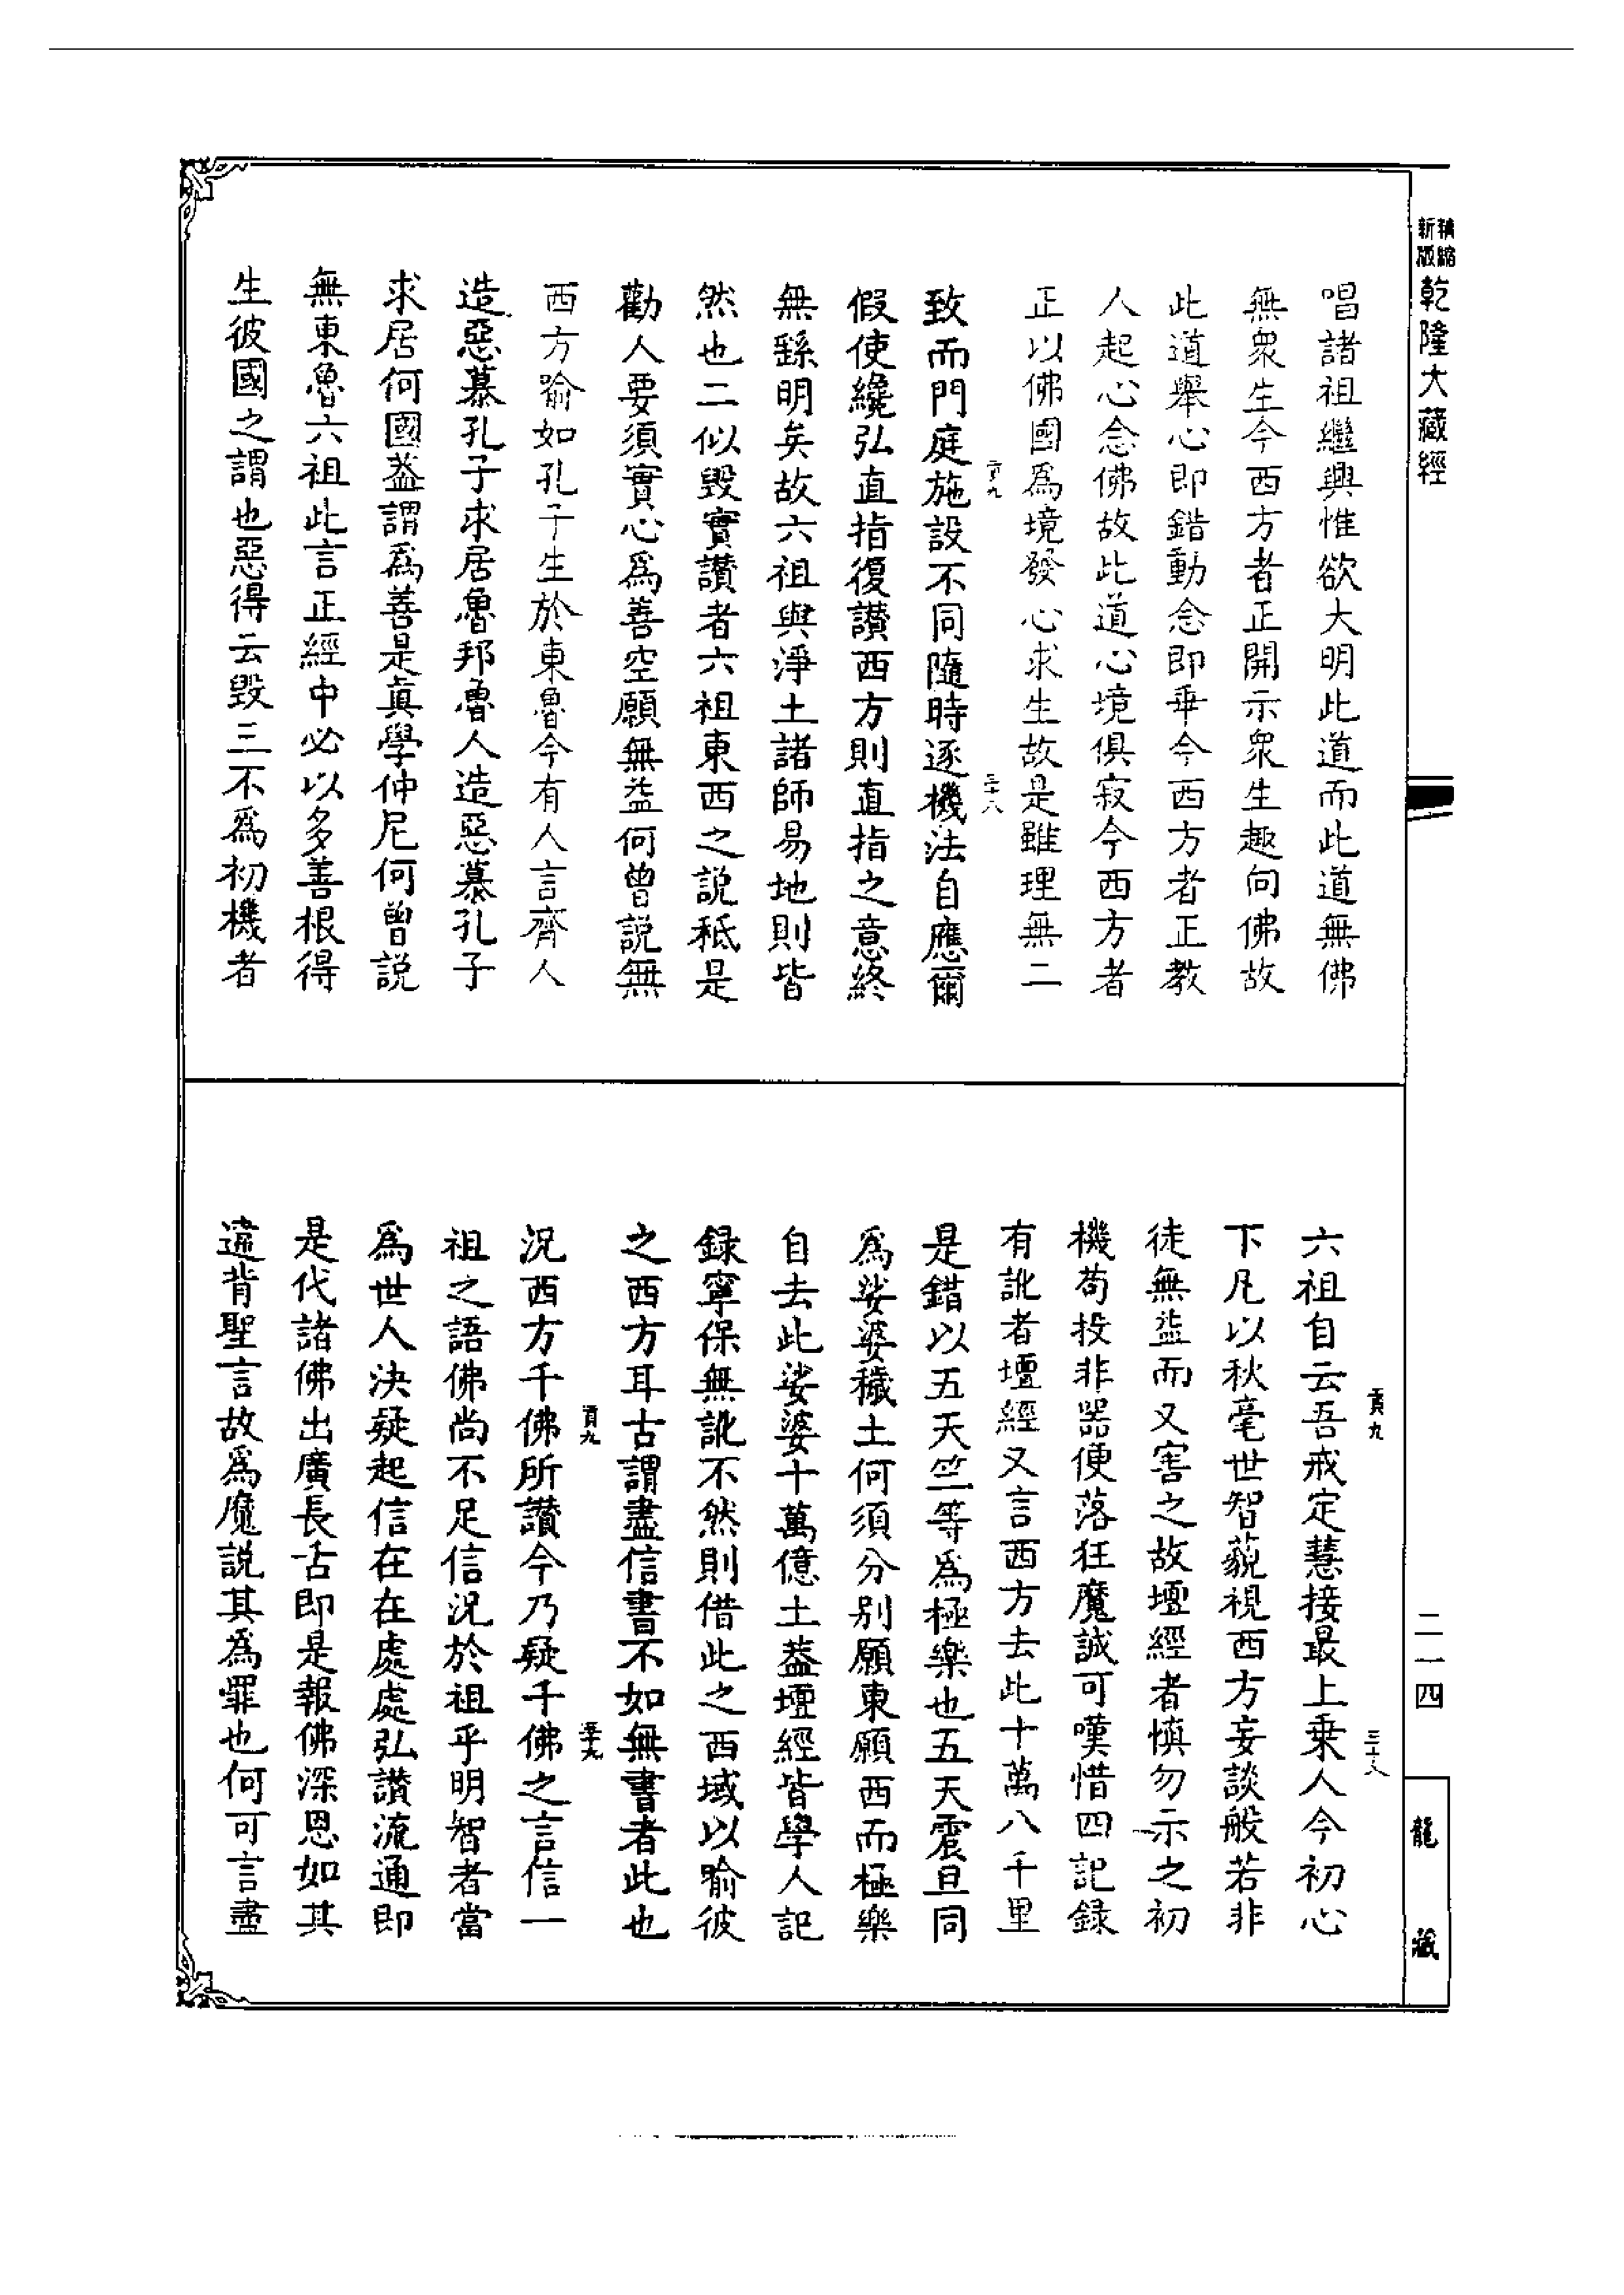 精縮
新版
乾隆大藏經
唱諸祖繼興惟欲大明此道而此道無佛
無眾生今西方者正開示眾生趣向佛故
此道舉心即錯動念即乖今西方者正教
人起心念佛故此道心境俱寂今西方者
正以佛國爲境發心求生故是雖理無二
貢九
三十八
致而門庭施設不同隨時逐機法自應爾
假使纔弘直指復讚西方則直指之意終
無繇明矣故六祖與淨土諸師易地則皆
然也二似毀實讚者六祖東西之說秪是
勸人要須實心爲善空願無益何曾說無
西方喻如孔子生於東魯今有人言齊人
造惡慕孔子求居魯邦魯人造惡慕孔子
求居何國葢謂爲善是眞學仲尼何曾說
無東魯六祖此言正經中必以多善根得
生彼國之謂也惡得云毀三不爲初機者
貢九
三十八
六祖自云吾戒定慧接最上乘人今初心
下凡以秋毫世智藐視西方妄談般若非
徒無益而又害之故壇經者慎勿示之初
機苟投非器便落狂魔誠可嘆惜四記録
有訛者壇經又言西方去此十萬八千里
是錯以五天竺等爲極樂也五天震旦同
爲娑婆穢土何須分別願東願西而極樂
自去此娑婆十萬億土葢壇經皆學人記
録寧保無訛不然則借此之西域以喻彼
之西方耳古謂盡信書不如無書者此也
貢九
三十九
況西方千佛所讚今乃疑千佛之言信一
祖之語佛尚不足信況於祖乎明智者當
爲世人決疑起信在在處處弘讚流通即
是代諸佛出廣長舌即是報佛深恩如其
違背聖言故爲魔說其為罪也何可言盡
二一四
龍藏